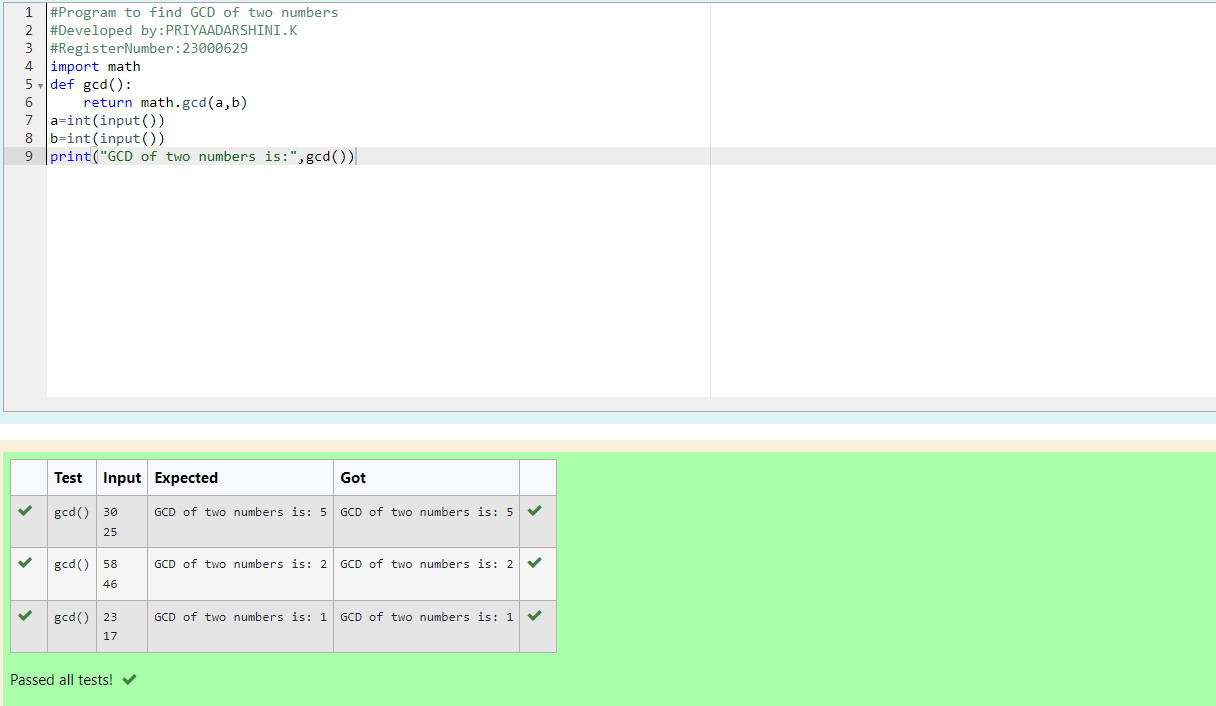 1 #Program to find GCD of two numbers
2 #Developed by:PRIYAADARSHINI.K
3 #RegisterNumber:23000629
4 import math
5 def gcd():
6     return math.gcd(a,b)
7 a=int(input())
8 b=int(input())
9 print("GCD of two numbers is:",gcd())
Test Input Expected Got
gcd() 30 GCD of two numbers is: 5 GCD of two numbers is: 5
25
gcd() 58 GCD of two numbers is: 2 GCD of two numbers is: 2
46
gcd() 23 GCD of two numbers is: 1 GCD of two numbers is: 1
17
Passed all tests!